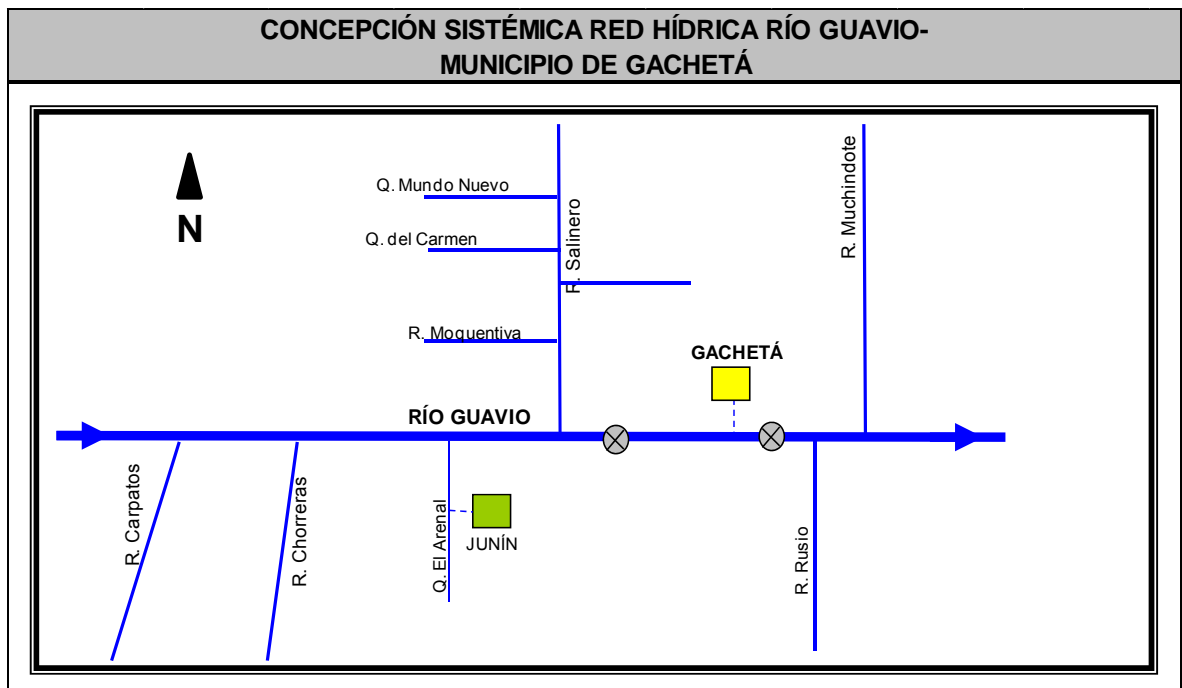 CONCEPCIÓN SISTÉMICA RED HÍDRICA RÍO GUAVIO-
MUNICIPIO DE GACHETÁ
N
Q. Mundo Nuevo
Q. del Carmen
R. Salinero
R. Moquentiva
R. Muchindote
GACHETÁ
RÍO GUAVIO
R. Carpatos
R. Chorreras
Q. El Arenal
JUNÍN
R. Rusio